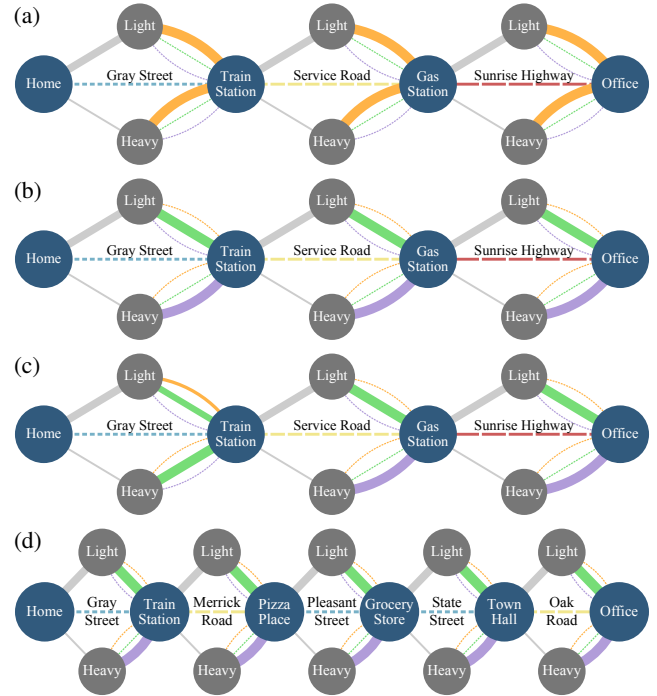 (a)
Light Light Light
Home Gray Street Train Station Service Road Gas Station Sunrise Highway Office
Heavy Heavy Heavy
(b)
Light Light Light
Home Gray Street Train Station Service Road Gas Station Sunrise Highway Office
Heavy Heavy Heavy
(c)
Light Light Light
Home Gray Street Train Station Service Road Gas Station Sunrise Highway Office
Heavy Heavy Heavy
(d)
Light Light Light Light Light
Home Gray Street Train Station Merrick Road Pizza Place Pleasant Street Grocery Store State Street Town Hall Oak Road Office
Heavy Heavy Heavy Heavy Heavy